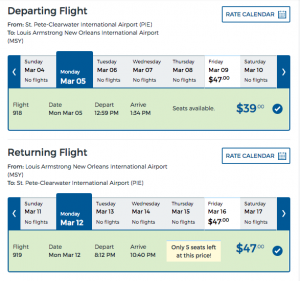 Departing Flight
RATE CALENDAR
From: St. Pete-Clearwater International Airport (PIE)
To: Louis Armstrong New Orleans International Airport
(MSY)
Sunday Monday Tuesday Wednesday Thursday Friday Saturday
Mar 04 Mar 05 Mar 06 Mar 07 Mar 08 Mar 09 Mar 10
No flights No flights No flights No flights $47.00 No flights
Flight Date Depart Arrive Seats available. $39.00
918 Mon Mar 05 12:59 PM 1:34 PM
Returning Flight
RATE CALENDAR
From: Louis Armstrong New Orleans International Airport
(MSY)
To: St. Pete-Clearwater International Airport (PIE)
Sunday Monday Tuesday Wednesday Thursday Friday Saturday
Mar 11 Mar 12 Mar 13 Mar 14 Mar 15 Mar 16 Mar 17
No flights No flights No flights No flights $47.00 No flights
Flight Date Depart Arrive Only 5 seats left $47.00
919 Mon Mar 12 8:12 PM 10:40 PM at this price!